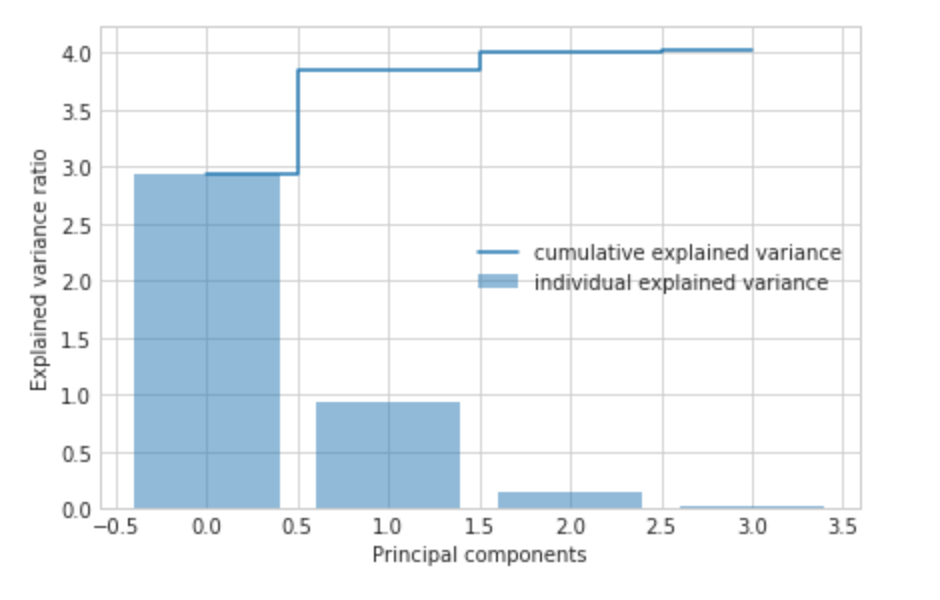 4.0
3.5
3.0
2.5
2.0
1.5
1.0
0.5
0.0
Explained variance ratio
cumulative explained variance
individual explained variance
−0.5 0.0 0.5 1.0 1.5 2.0 2.5 3.0 3.5
Principal components